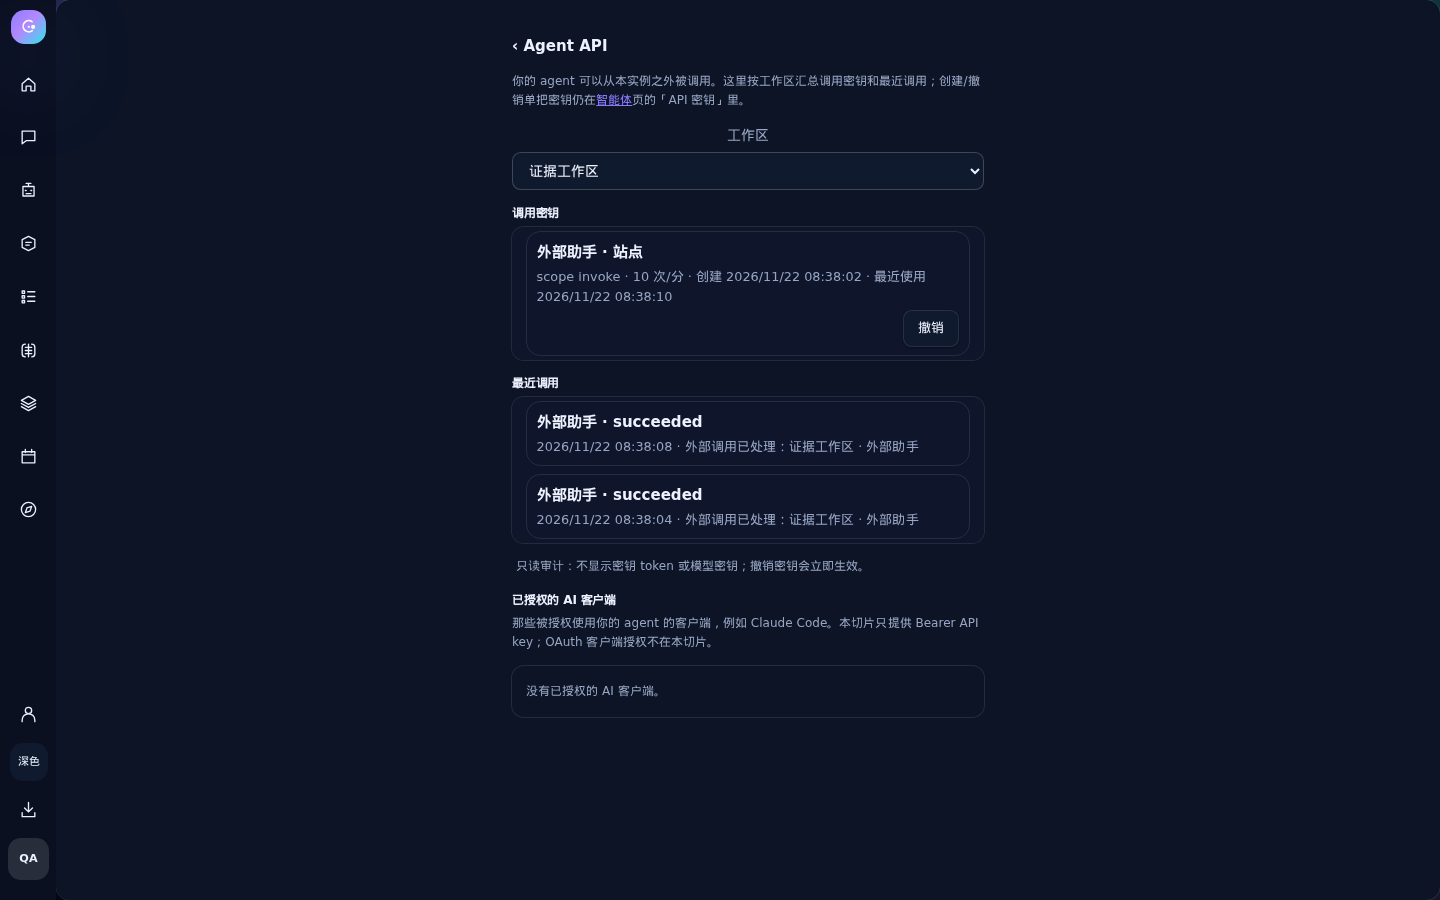 ‹ Agent API
你的 agent 可以从本实例之外被调用。这里按工作区汇总调用密钥和最近调用；创建/撤
销单把密钥仍在智能体页的「API 密钥」里。
工作区
证据工作区
调用密钥
外部助手 · 站点
scope invoke · 10 次/分 · 创建 2026/11/22 08:38:02 · 最近使用
2026/11/22 08:38:10
撤销
最近调用
外部助手 · succeeded
2026/11/22 08:38:08 · 外部调用已处理：证据工作区 · 外部助手
外部助手 · succeeded
2026/11/22 08:38:04 · 外部调用已处理：证据工作区 · 外部助手
只读审计：不显示密钥 token 或模型密钥；撤销密钥会立即生效。
已授权的 AI 客户端
那些被授权使用你的 agent 的客户端，例如 Claude Code。本切片只提供 Bearer API
key；OAuth 客户端授权不在本切片。
没有已授权的 AI 客户端。
深色
QA